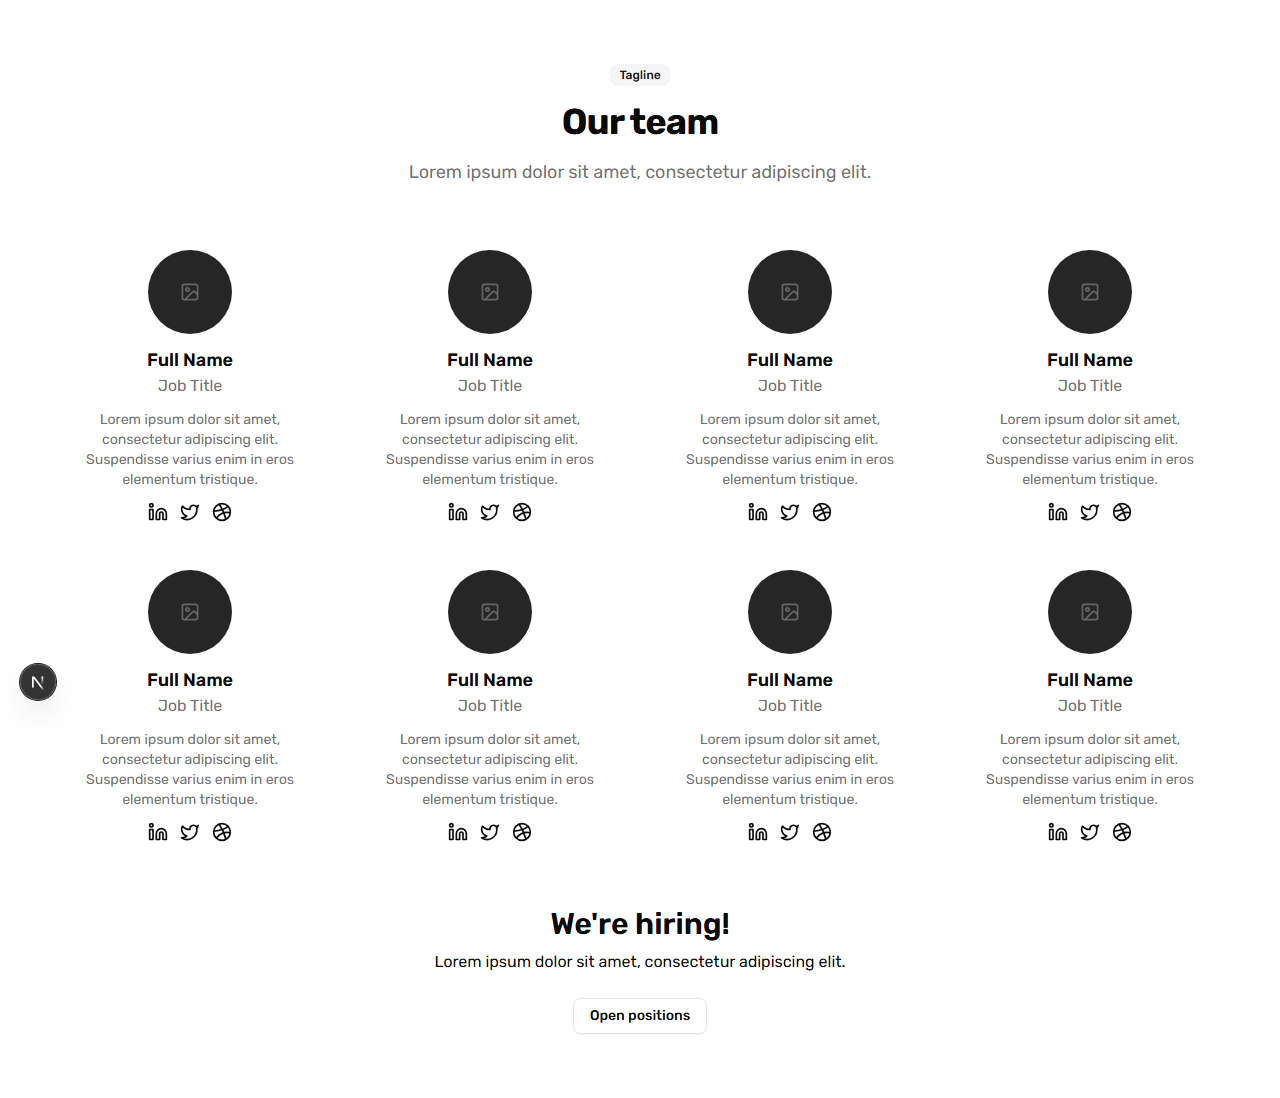 Tagline
Our team
Lorem ipsum dolor sit amet, consectetur adipiscing elit.
Full Name
Job Title
Lorem ipsum dolor sit amet,
consectetur adipiscing elit.
Suspendisse varius enim in eros
elementum tristique.
Full Name
Job Title
Lorem ipsum dolor sit amet,
consectetur adipiscing elit.
Suspendisse varius enim in eros
elementum tristique.
Full Name
Job Title
Lorem ipsum dolor sit amet,
consectetur adipiscing elit.
Suspendisse varius enim in eros
elementum tristique.
Full Name
Job Title
Lorem ipsum dolor sit amet,
consectetur adipiscing elit.
Suspendisse varius enim in eros
elementum tristique.
Full Name
Job Title
Lorem ipsum dolor sit amet,
consectetur adipiscing elit.
Suspendisse varius enim in eros
elementum tristique.
Full Name
Job Title
Lorem ipsum dolor sit amet,
consectetur adipiscing elit.
Suspendisse varius enim in eros
elementum tristique.
Full Name
Job Title
Lorem ipsum dolor sit amet,
consectetur adipiscing elit.
Suspendisse varius enim in eros
elementum tristique.
Full Name
Job Title
Lorem ipsum dolor sit amet,
consectetur adipiscing elit.
Suspendisse varius enim in eros
elementum tristique.
We're hiring!
Lorem ipsum dolor sit amet, consectetur adipiscing elit.
Open positions